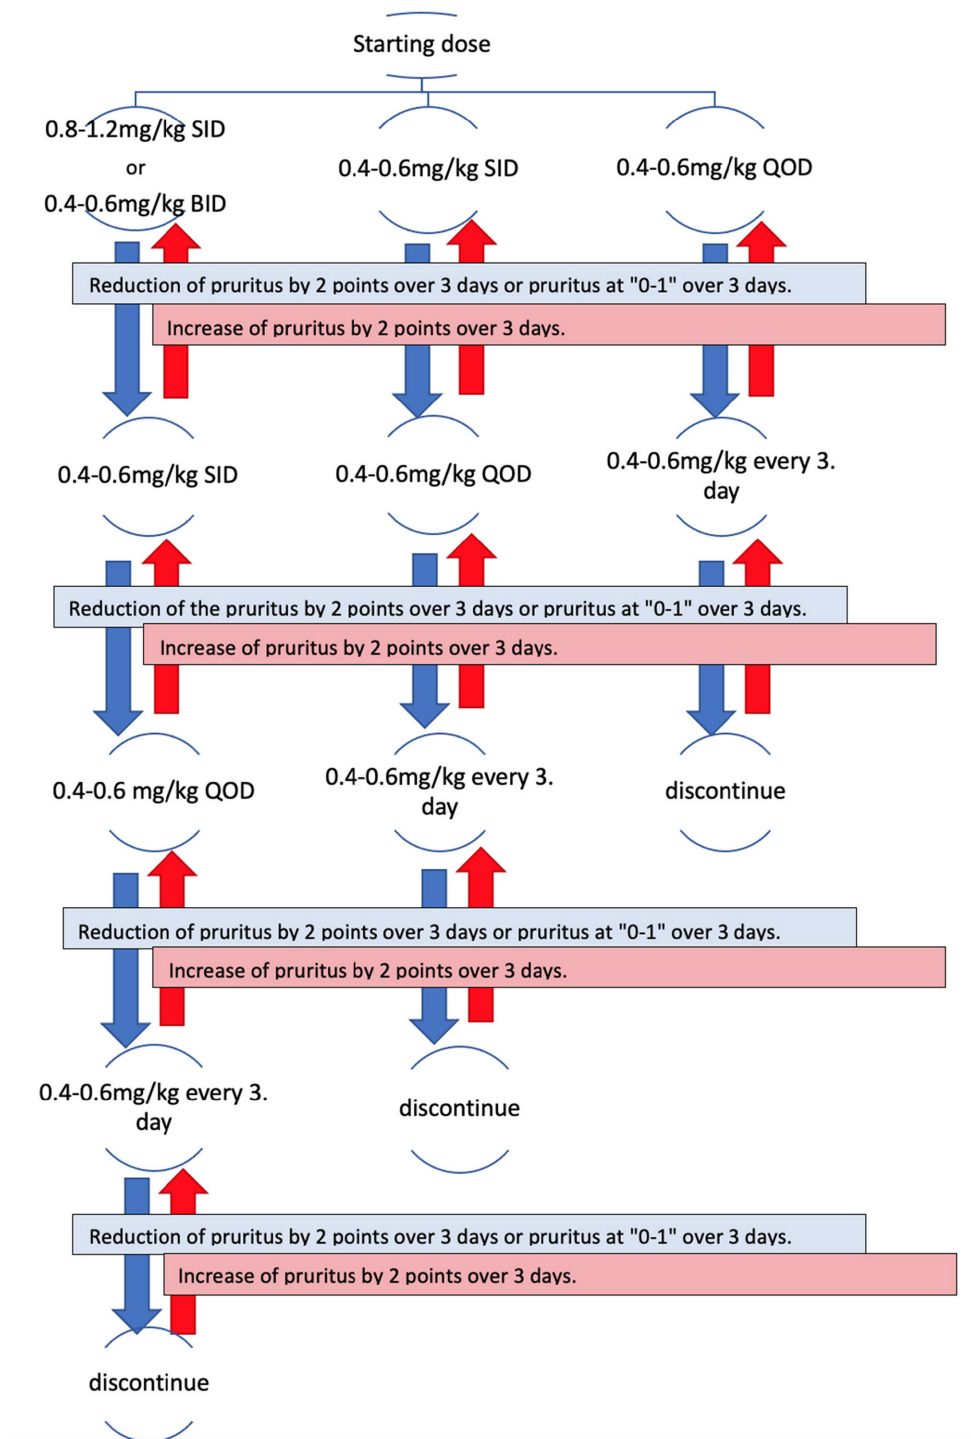 Starting dose
0.8-1.2mg/kg SID
or
0.4-0.6mg/kg BID
0.4-0.6mg/kg SID
0.4-0.6mg/kg QOD
Reduction of pruritus by 2 points over 3 days or pruritus at "0-1" over 3 days.
Increase of pruritus by 2 points over 3 days.
0.4-0.6mg/kg SID
0.4-0.6mg/kg QOD
0.4-0.6mg/kg every 3.
day
Reduction of the pruritus by 2 points over 3 days or pruritus at "0-1" over 3 days.
Increase of pruritus by 2 points over 3 days.
0.4-0.6 mg/kg QOD
0.4-0.6mg/kg every 3.
day
discontinue
Reduction of pruritus by 2 points over 3 days or pruritus at "0-1" over 3 days.
Increase of pruritus by 2 points over 3 days.
0.4-0.6mg/kg every 3.
day
discontinue
Reduction of pruritus by 2 points over 3 days or pruritus at "0-1" over 3 days.
Increase of pruritus by 2 points over 3 days.
discontinue